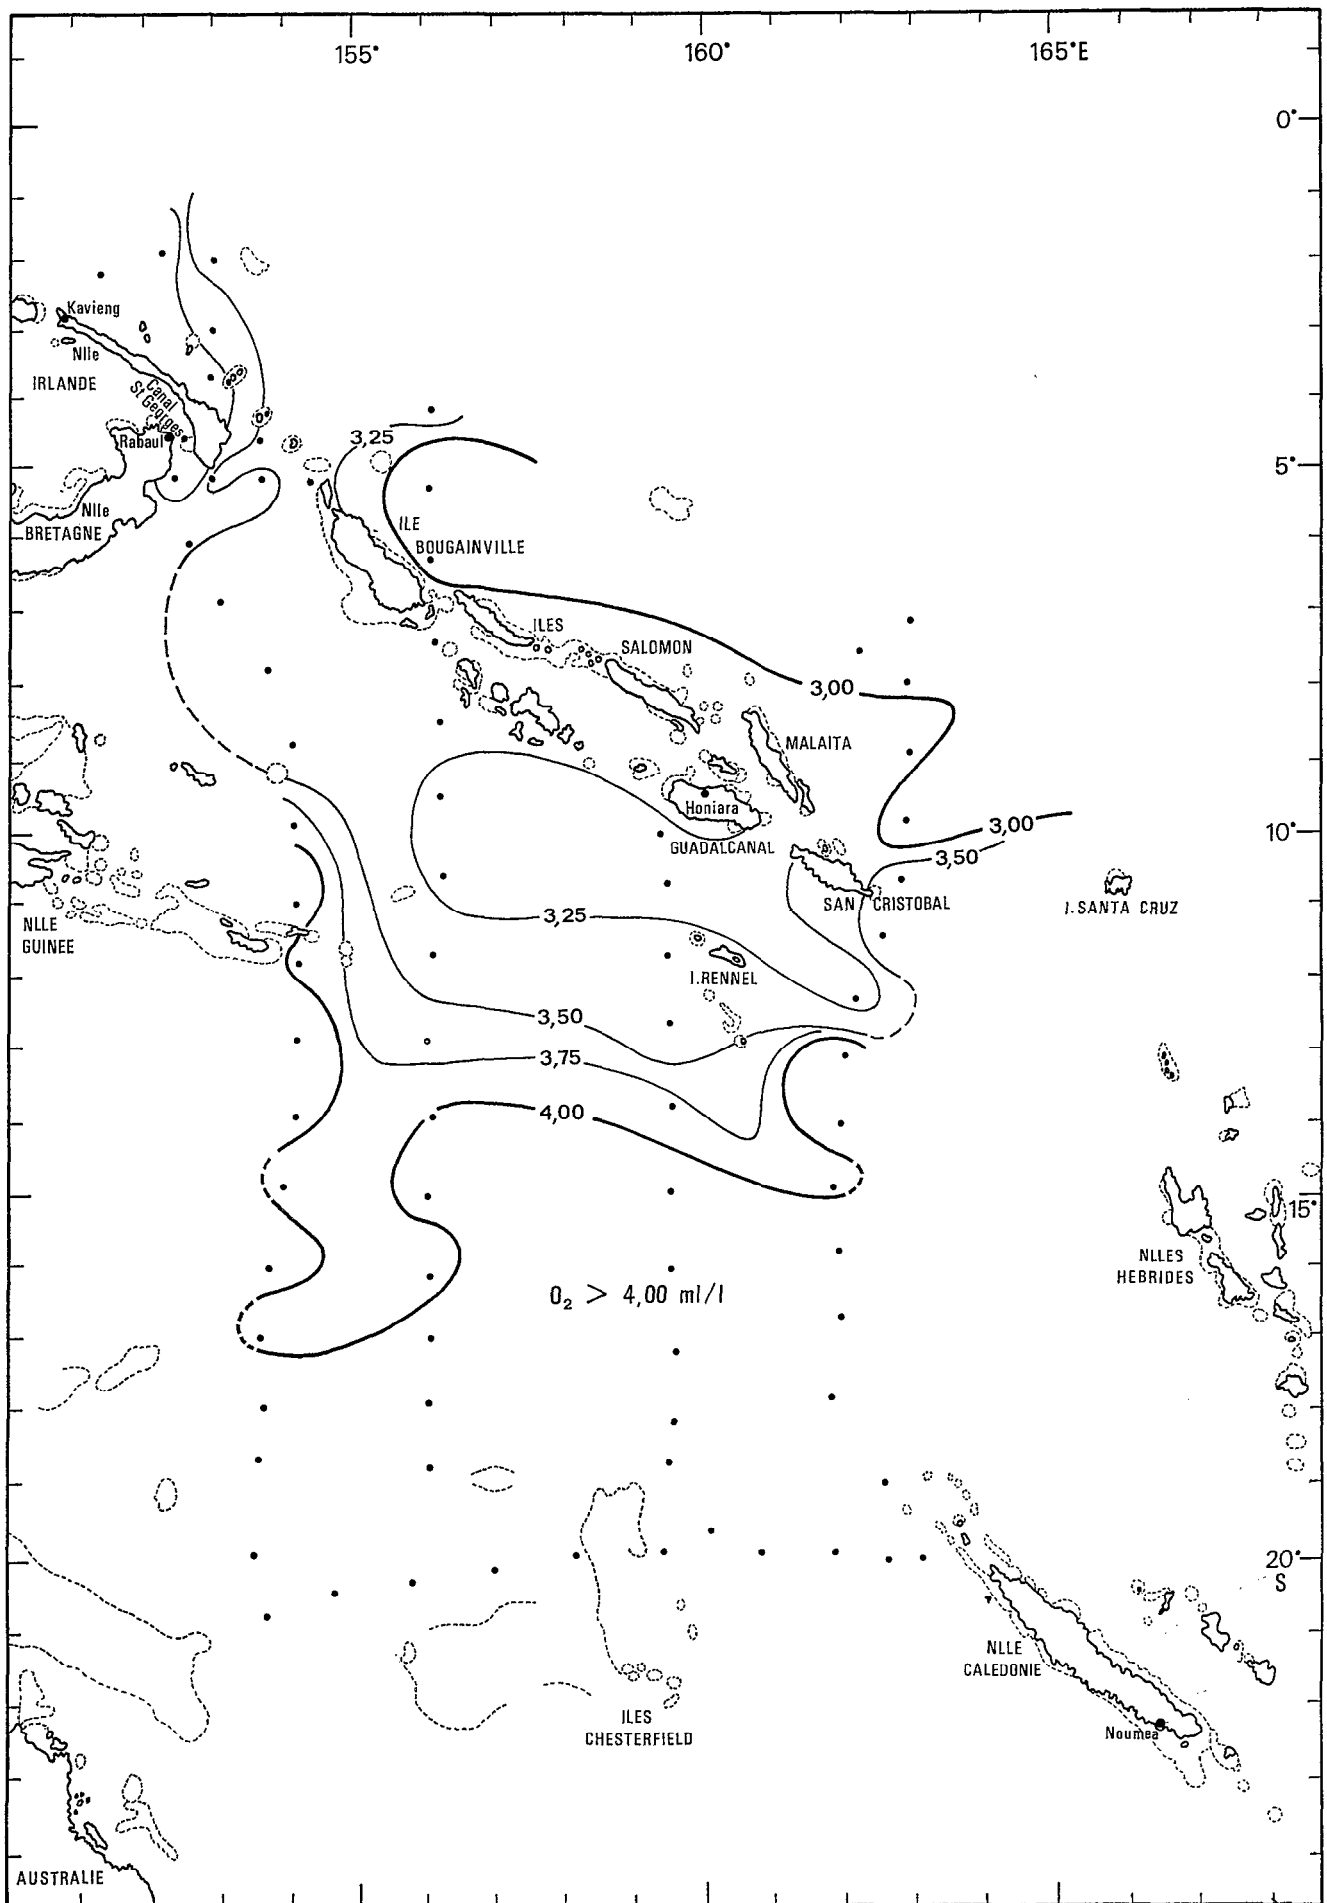 155°
160°
165°E
0°
Kavieng
Nlle
IRLANDE
Canal
St Georges
Rabaul
3,25
5°
Nlle
BRETAGNE
ILE
BOUGAINVILLE
ILES
SALOMON
3,00
MALAITA
Honiara
GUADALCANAL
3,00
10°
3,50
SAN CRISTOBAL
I.SANTA CRUZ
3,25
NLLE
GUINEE
I.RENNEL
3,50
3,75
4,00
15°
NLLES
HEBRIDES
O₂ > 4,00 ml/l
20°
S
NLLE
CALEDONIE
ILES
CHESTERFIELD
Noumea
AUSTRALIE